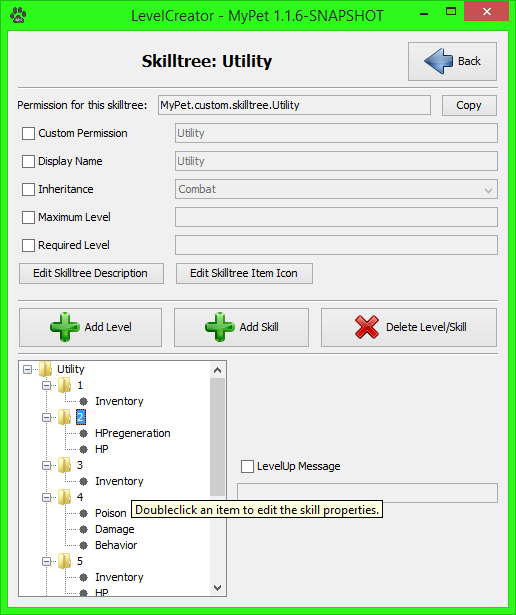 LevelCreator - MyPet 1.1.6-SNAPSHOT
Skilltree: Utility
Back
Permission for this skilltree: MyPet.custom.skilltree.Utility Copy
Custom Permission Utility
Display Name Utility
Inheritance Combat
Maximum Level
Required Level
Edit Skilltree Description Edit Skilltree Item Icon
Add Level Add Skill Delete Level/Skill
Utility
1
Inventory
2
HPregeneration
HP
3
Inventory
4
Poison
Damage
Behavior
5
Inventory
HP
LevelUp Message
Doubleclick an item to edit the skill properties.